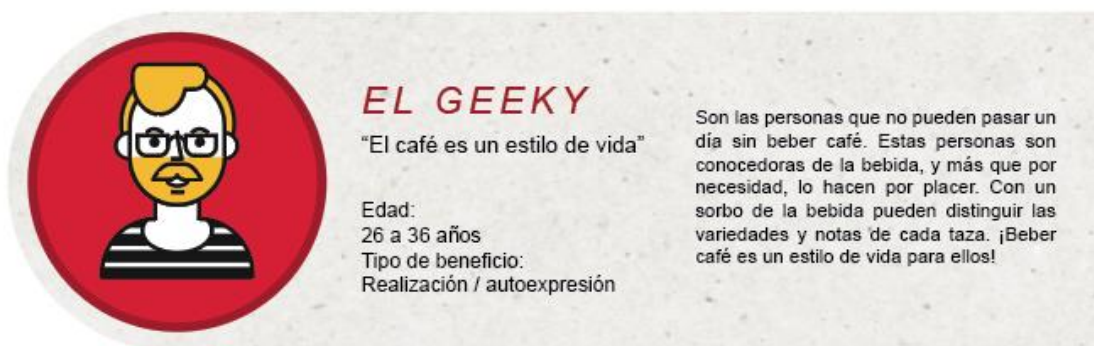 EL GEEKY
“El café es un estilo de vida”
Edad:
26 a 36 años
Tipo de beneficio:
Realización / autoexpresión
Son las personas que no pueden pasar un
día sin beber café. Estas personas son
conocedoras de la bebida, y más que por
necesidad, lo hacen por placer. Con un
sorbo de la bebida pueden distinguir las
variedades y notas de cada taza. ¡Beber
café es un estilo de vida para ellos!